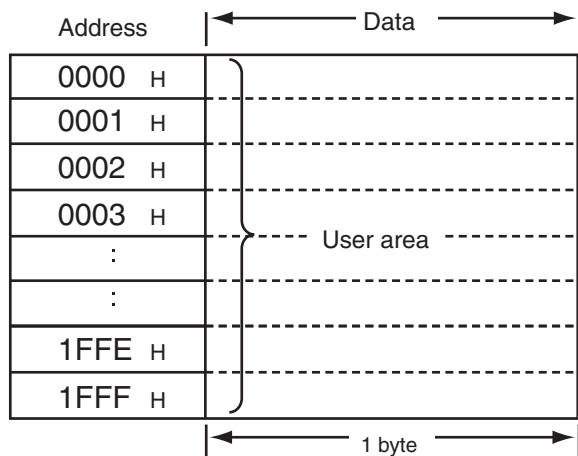 Address Data
0000 H
0001 H
0002 H
0003 H
User area
:
:
1FFE H
1FFF H
1 byte